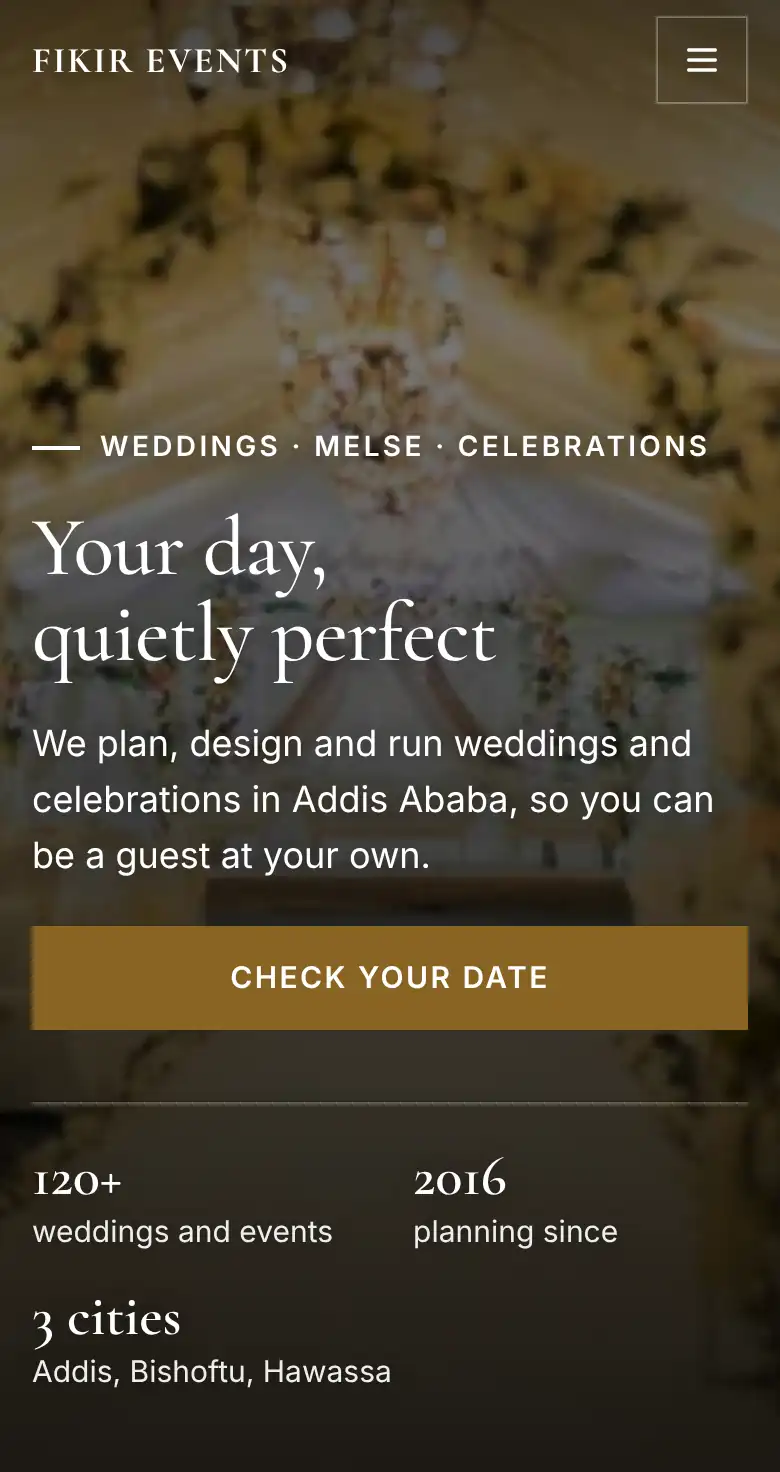 FIKIR EVENTS
WEDDINGS · MELSE · CELEBRATIONS
Your day,
quietly perfect
We plan, design and run weddings and
celebrations in Addis Ababa, so you can
be a guest at your own.
CHECK YOUR DATE
120+
weddings and events
2016
planning since
3 cities
Addis, Bishoftu, Hawassa